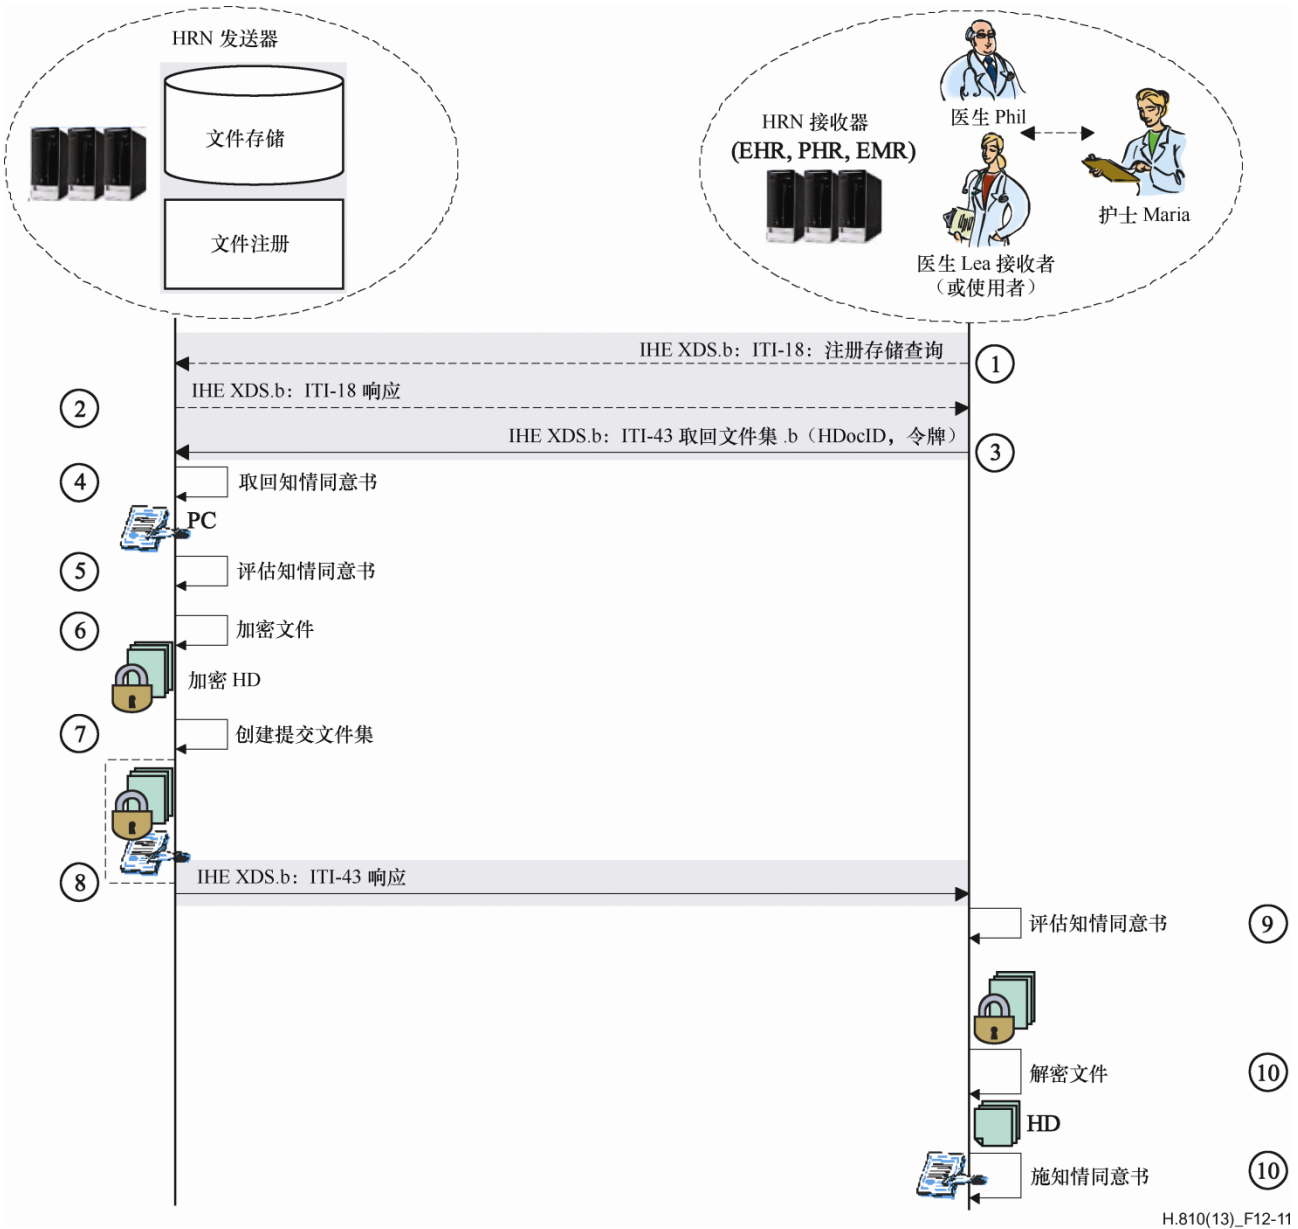 HRN 发送器
文件存储
文件注册
HRN 接收器
(EHR, PHR, EMR)
医生 Phil
护士 Maria
医生 Lea 接收者
（或使用者）
IHE XDS.b：ITI-18：注册存储查询
1
IHE XDS.b：ITI-18 响应
2
IHE XDS.b：ITI-43 取回文件集 .b（HDocID，令牌）
3
4
取回知情同意书
PC
5
评估知情同意书
6
加密文件
加密 HD
7
创建提交文件集
8
IHE XDS.b：ITI-43 响应
评估知情同意书
9
解密文件
10
HD
施知情同意书
10
H.810(13)_F12-11